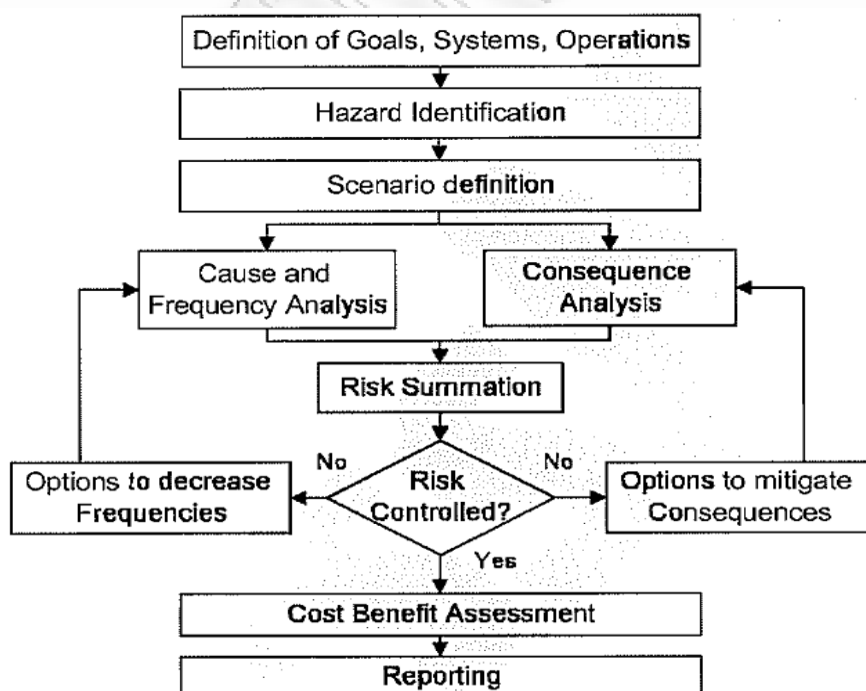 Definition of Goals, Systems, Operations
Hazard Identification
Scenario definition
Cause and
Frequency Analysis
Consequence
Analysis
Risk Summation
No
No
Options to decrease
Frequencies
Risk
Controlled?
Options to mitigate
Consequences
Yes
Cost Benefit Assessment
Reporting